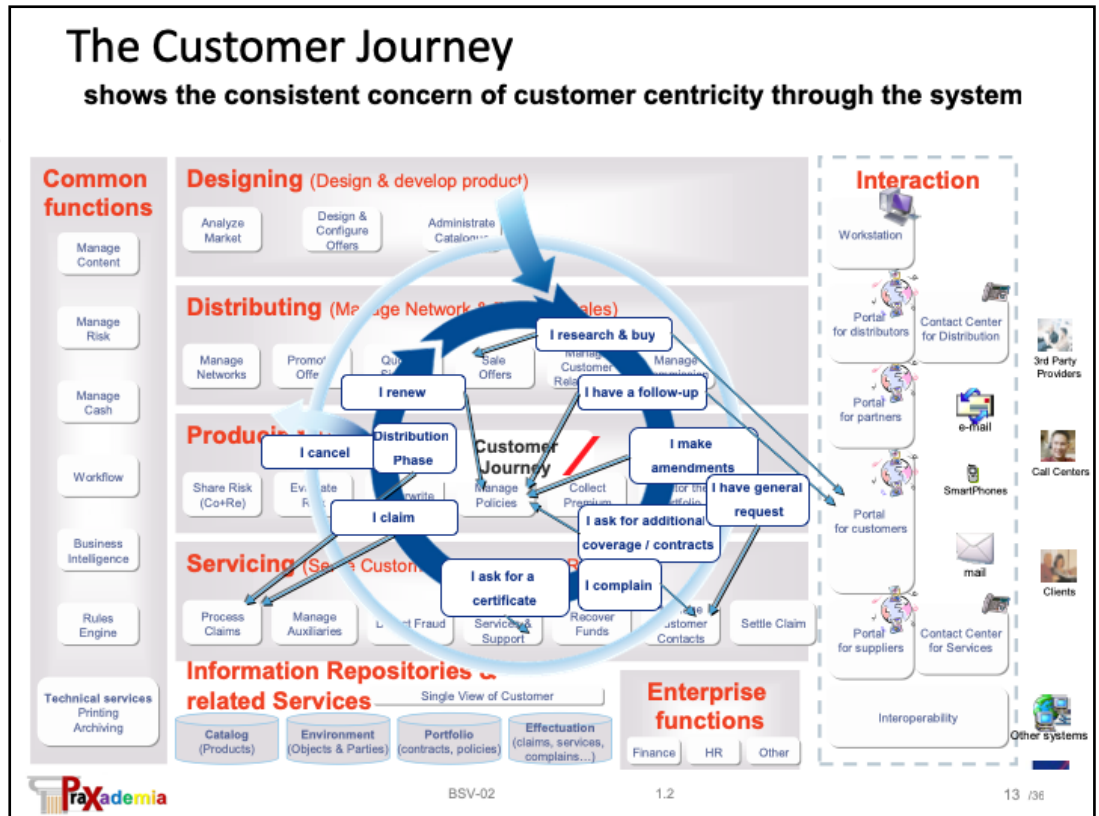 The Customer Journey
shows the consistent concern of customer centricity through the system
Common
functions
Manage
Content
Manage
Risk
Manage
Cash
Workflow
Business
Intelligence
Rules
Engine
Technical services
Printing
Archiving
Designing (Design & develop product)
Analyze
Market
Design &
Configure
Offers
Administrate
Distributing (Manage Network &
Manage
Networks
Sale
Offers
Customer
Manage
I research & buy
I renew
I have a follow-up
I cancel
Distribution
Phase
Customer
Journey
I make
amendments
I have general
request
Share Risk
(Co+Re)
Manage
Policies
Collect
Premium
I claim
I ask for additional
coverage / contracts
Servicing
I ask for a
certificate
I complain
Process
Claims
Manage
Auxiliaries
Fraud
Services &
Support
Recover
Funds
Customer
Contacts
Settle Claim
Information Repositories &
related Services
Single View of Customer
Catalog
(Products)
Environment
(Objects & Parties)
Portfolio
(contracts, policies)
Effectuation
(claims, services,
complains...)
Enterprise
functions
Finance
HR
Other
Interaction
Workstation
Portal
for distributors
Contact Center
for Distribution
Portal
for partners
e-mail
SmartPhones
Portal
for customers
mail
Portal
for suppliers
Contact Center
for Services
Interoperability
3rd Party
Providers
Call Centers
Clients
Other systems
PraXademia
BSV-02
1.2
13 /36